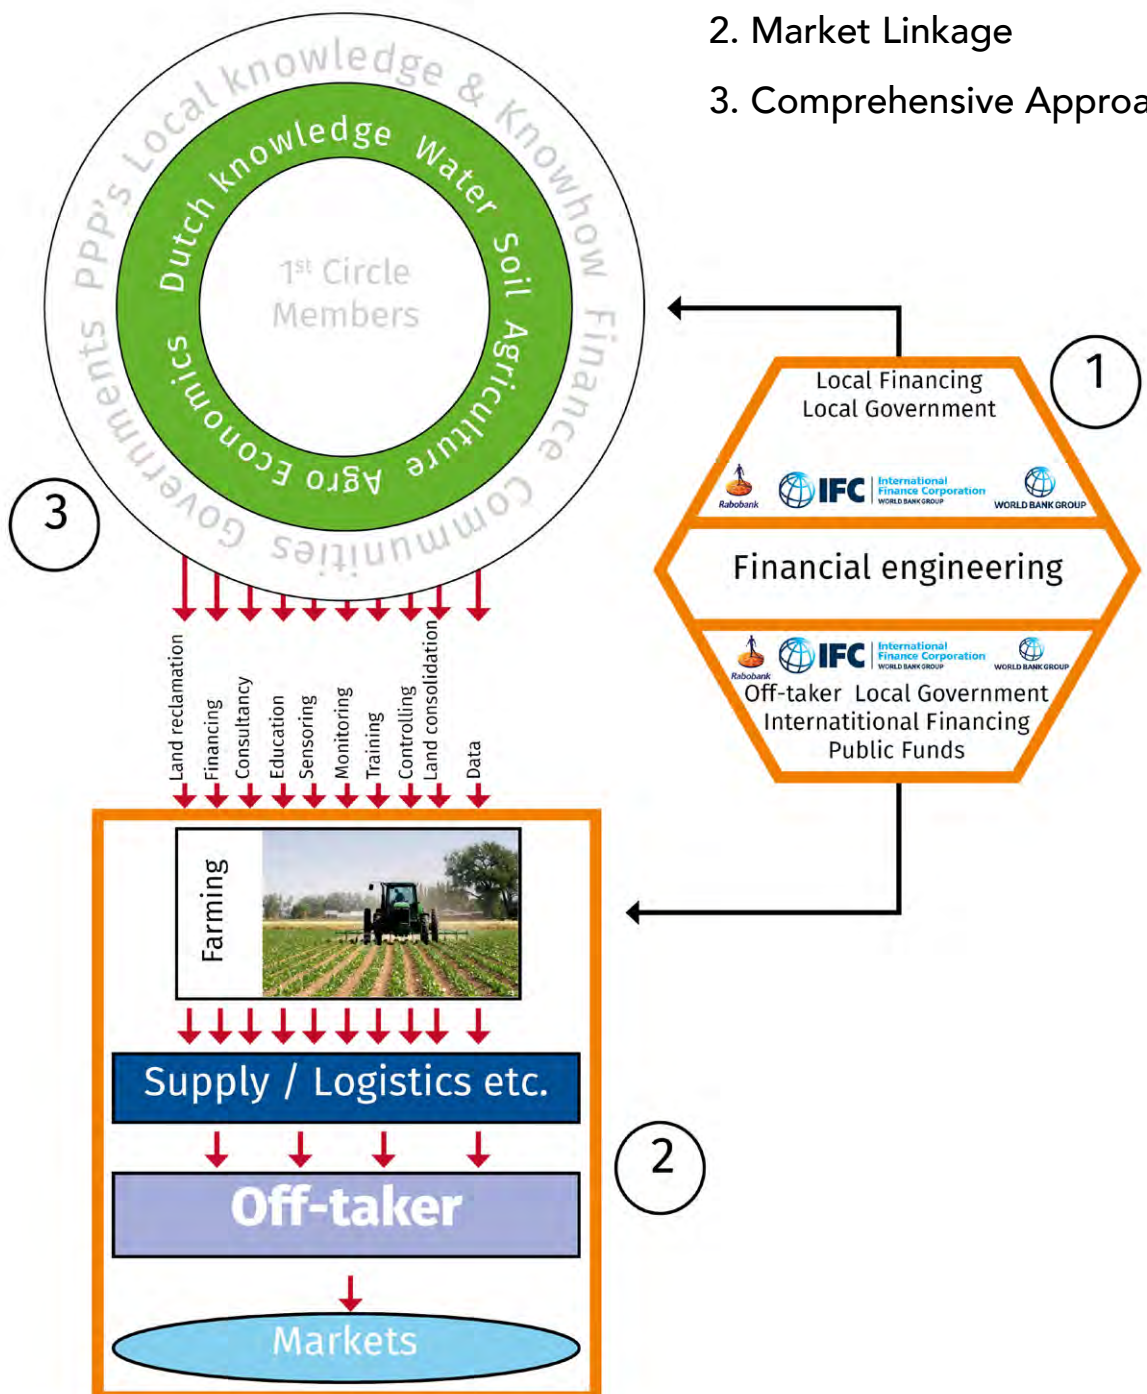 2. Market Linkage
3. Comprehensive Approa
Governments PPP's Local knowledge & Knowhow Finance Communities
Dutch knowledge Water Soil Agriculture Agro Economics
1st Circle
Members
1
Local Financing
Local Government
Rabobank
IFC International
Finance Corporation
WORLD BANK GROUP
WORLD BANK GROUP
Financial engineering
Rabobank
IFC International
Finance Corporation
WORLD BANK GROUP
WORLD BANK GROUP
Off-taker Local Government
Internatitional Financing
Public Funds
3
Land reclamation
Financing
Consultancy
Education
Sensoring
Monitoring
Training
Controlling
Land consolidation
Data
Farming
Supply / Logistics etc.
2
Off-taker
Markets